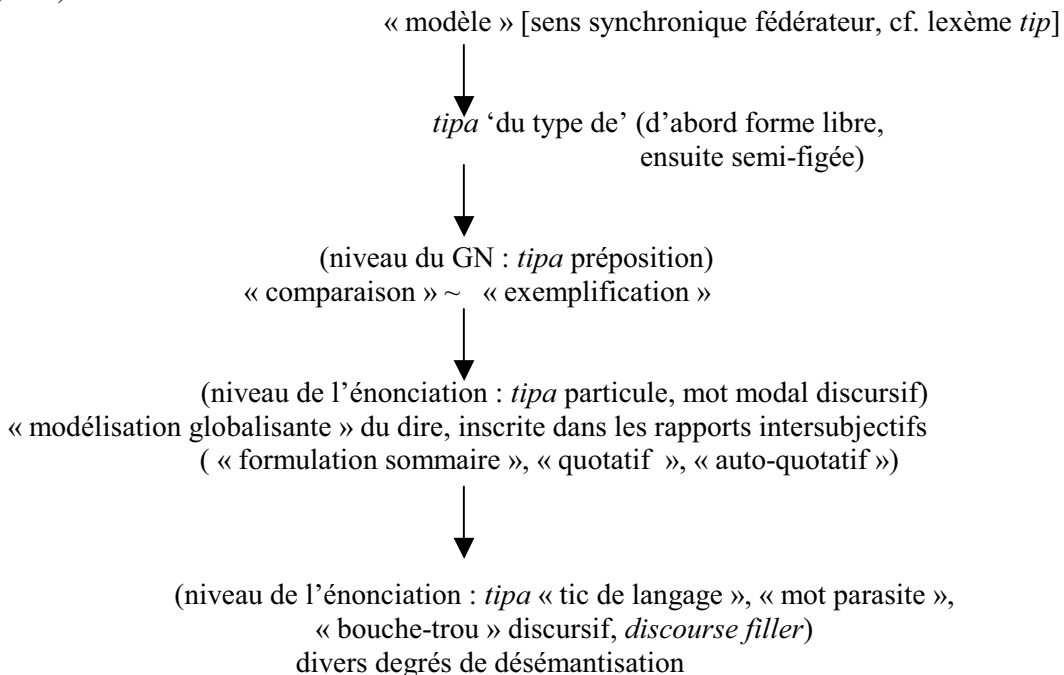 « modèle » [sens synchronique fédérateur, cf. lexème tip]
tipa ‘du type de’ (d’abord forme libre,
ensuite semi-figée)
(niveau du GN : tipa préposition)
« comparaison » ~ « exemplification »
(niveau de l’énonciation : tipa particule, mot modal discursif)
« modélisation globalisante » du dire, inscrite dans les rapports intersubjectifs
( « formulation sommaire », « quotatif », « auto-quotatif »)
(niveau de l’énonciation : tipa « tic de langage », « mot parasite »,
« bouche-trou » discursif, discourse filler)
divers degrés de désémantisation